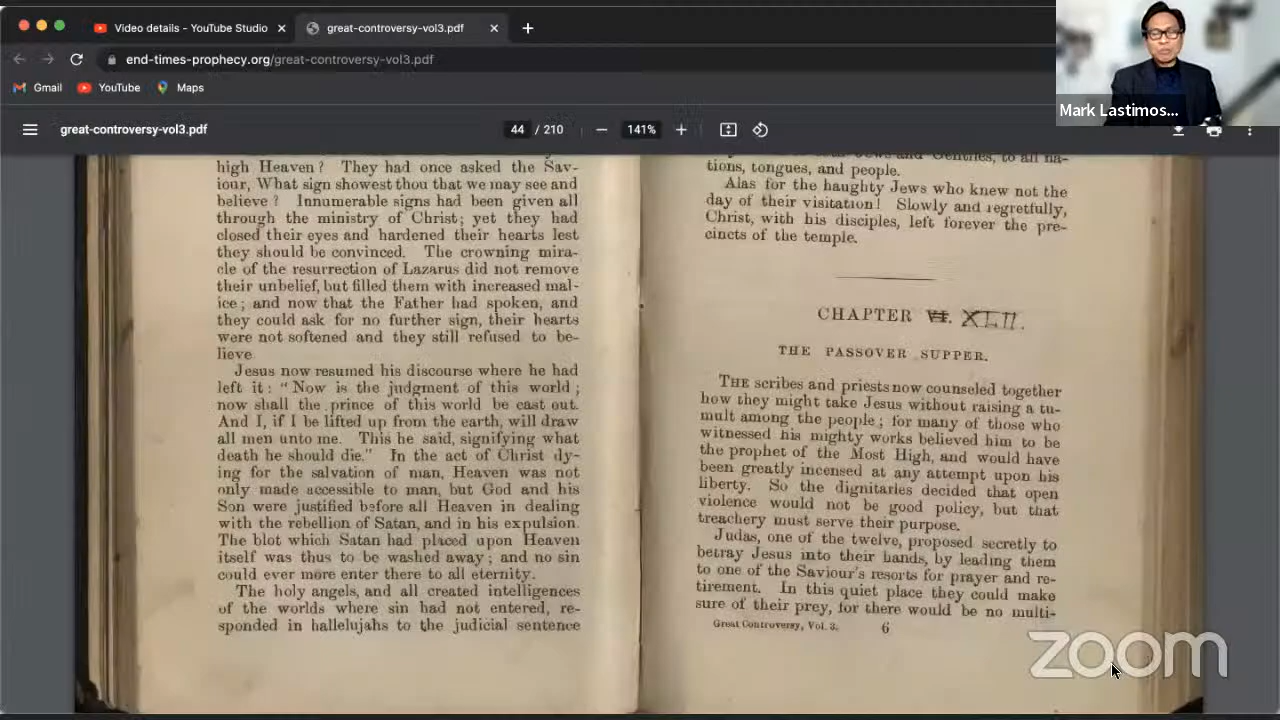 Video details - YouTube Studio
great-controversy-vol3.pdf
end-times-prophecy.org/great-controversy-vol3.pdf
Gmail
YouTube
Maps
great-controversy-vol3.pdf
44 / 210
141%
Mark Lastimos...
high Heaven? They had once asked the Sav-
iour, What sign showest thou that we may see and
believe? Innumerable signs had been given all
through the ministry of Christ; yet they had
closed their eyes and hardened their hearts lest
they should be convinced. The crowning mira-
cle of the resurrection of Lazarus did not remove
their unbelief, but filled them with increased mal-
ice; and now that the Father had spoken, and
they could ask for no further sign, their hearts
were not softened and they still refused to be-
lieve
Jesus now resumed his discourse where he had
left it: "Now is the judgment of this world;
now shall the prince of this world be cast out.
And I, if I be lifted up from the earth, will draw
all men unto me. This he said, signifying what
death he should die." In the act of Christ dy-
ing for the salvation of man, Heaven was not
only made accessible to man, but God and his
Son were justified before all Heaven in dealing
with the rebellion of Satan, and in his expulsion.
The blot which Satan had placed upon Heaven
itself was thus to be washed away; and no sin
could ever more enter there to all eternity.
The holy angels, and all created intelligences
of the worlds where sin had not entered, re-
sponded in hallelujahs to the judicial sentence
Jews and Gentiles, to all na-
tions, tongues, and people.
Alas for the haughty Jews who knew not the
day of their visitation! Slowly and regretfully,
Christ, with his disciples, left forever the pre-
cincts of the temple.
CHAPTER VI. XLII.
THE PASSOVER SUPPER.
THE scribes and priests now counseled together
how they might take Jesus without raising a tu-
mult among the people; for many of those who
witnessed his mighty works believed him to be
the prophet of the Most High, and would have
been greatly incensed at any attempt upon his
liberty. So the dignitaries decided that open
violence would not be good policy, but that
treachery must serve their purpose.
Judas, one of the twelve, proposed secretly to
betray Jesus into their hands, by leading them
to one of the Saviour's resorts for prayer and re-
tirement. In this quiet place they could make
sure of their prey, for there would be no multi-
Great Controversy, Vol. 3. 6
zoom